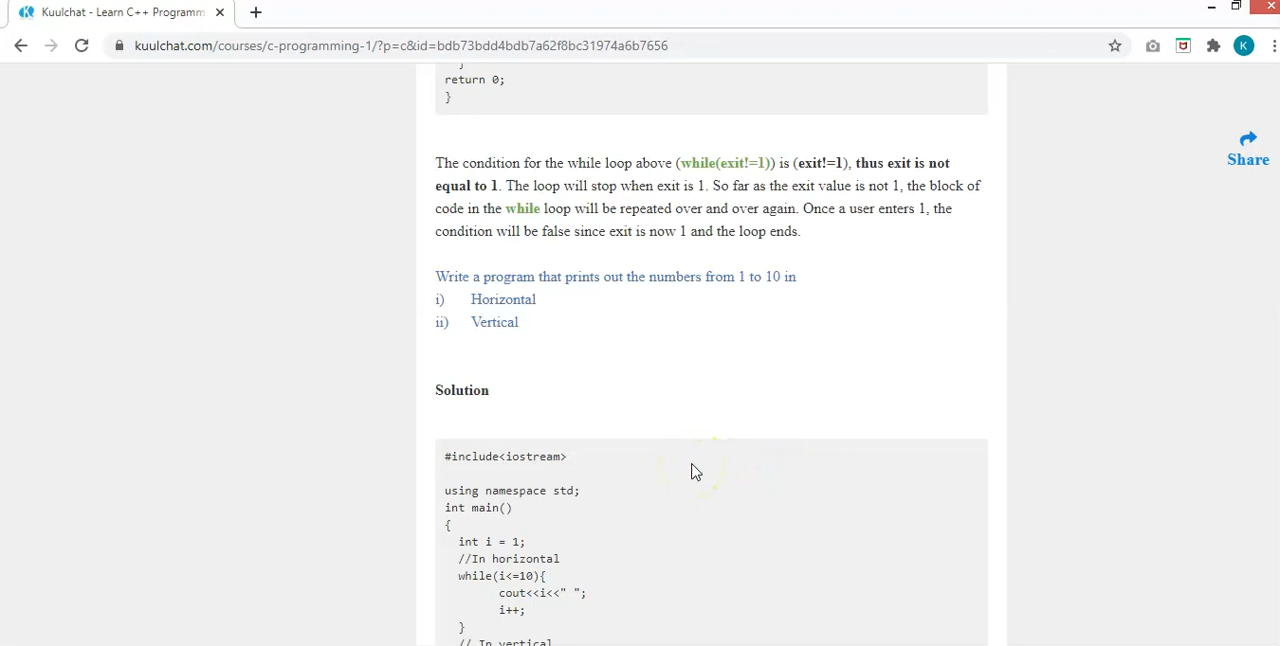 Kuulchat - Learn C++ Programm
kuulchat.com/courses/c-programming-1/?p=c&id=bdb73bdd4bdb7a62f8bc31974a6b7656
K
}
return 0;
}
Share
The condition for the while loop above (while(exit!=1)) is (exit!=1), thus exit is not
equal to 1. The loop will stop when exit is 1. So far as the exit value is not 1, the block of
code in the while loop will be repeated over and over again. Once a user enters 1, the
condition will be false since exit is now 1 and the loop ends.
Write a program that prints out the numbers from 1 to 10 in
i) Horizontal
ii) Vertical
Solution
#include<iostream>
using namespace std;
int main()
{
int i = 1;
//In horizontal
while(i<=10){
cout<<i<<" ";
i++;
}
// In vertical